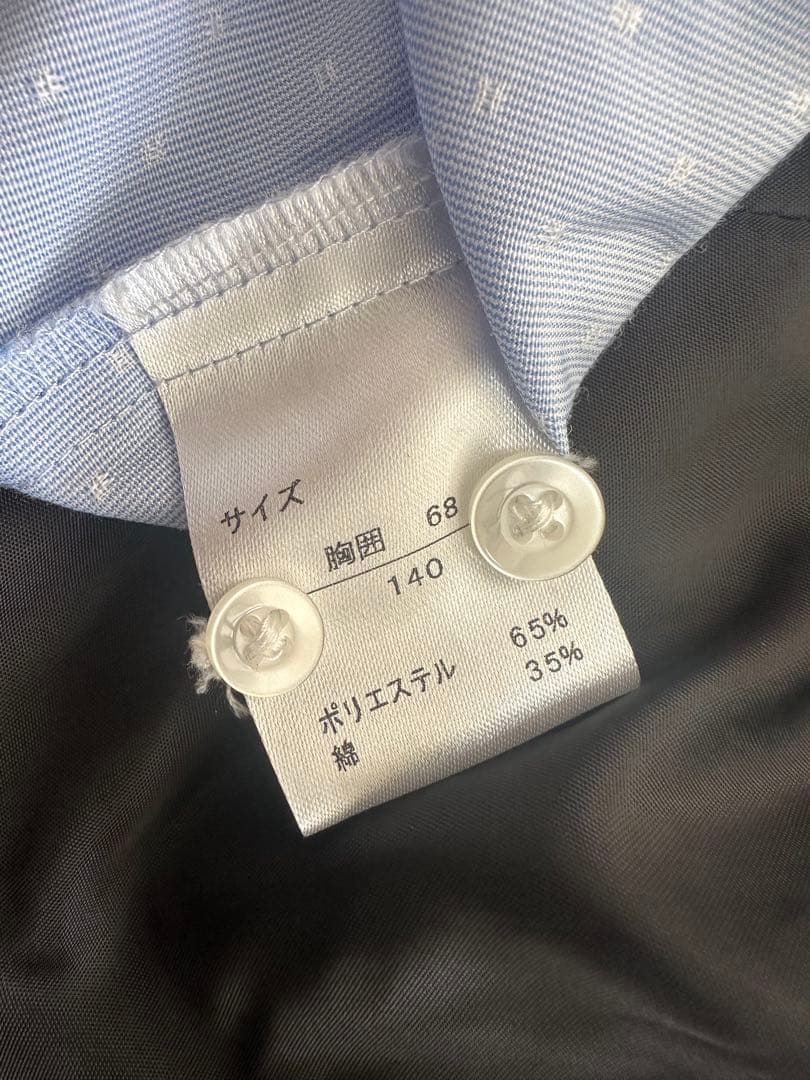 サイズ
胸囲 68
140
ポリエステル 65%
綿 35%